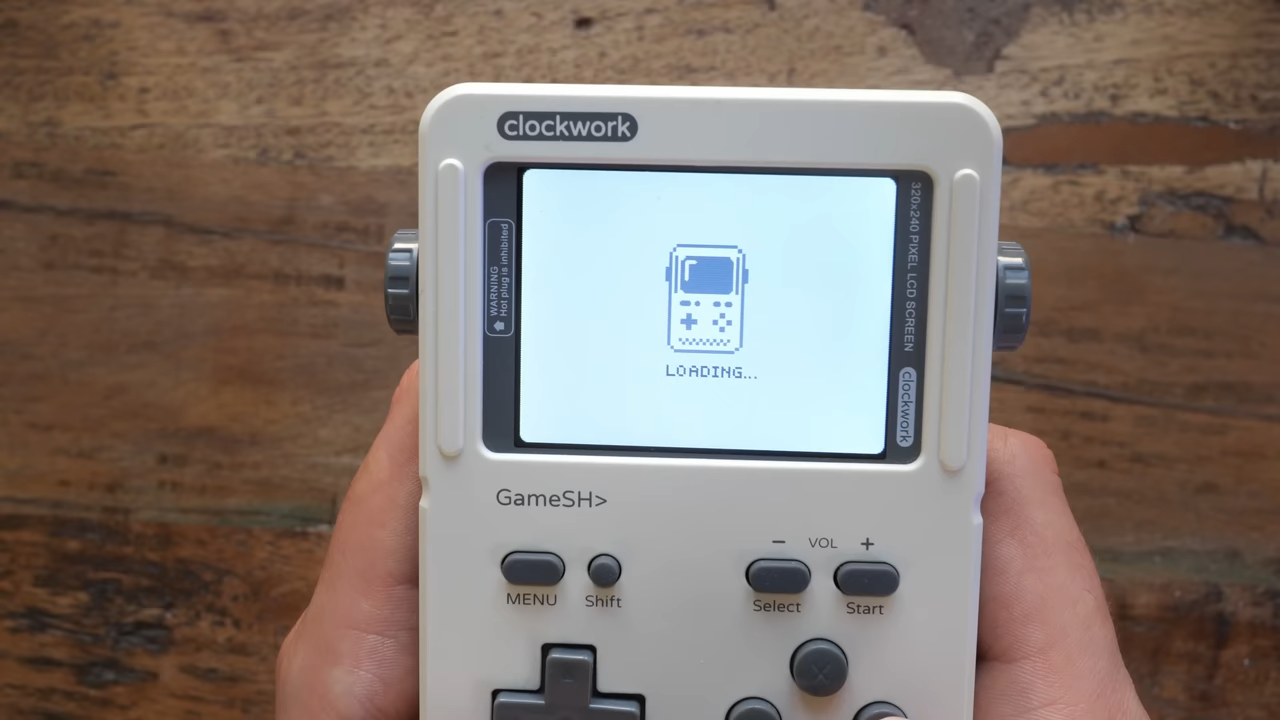 clockwork
WARNING
Hot plug is inhibited
320x240 PIXEL LCD SCREEN
clockwork
LOADING...
GameSH>
− VOL +
MENU
Shift
Select
Start
X